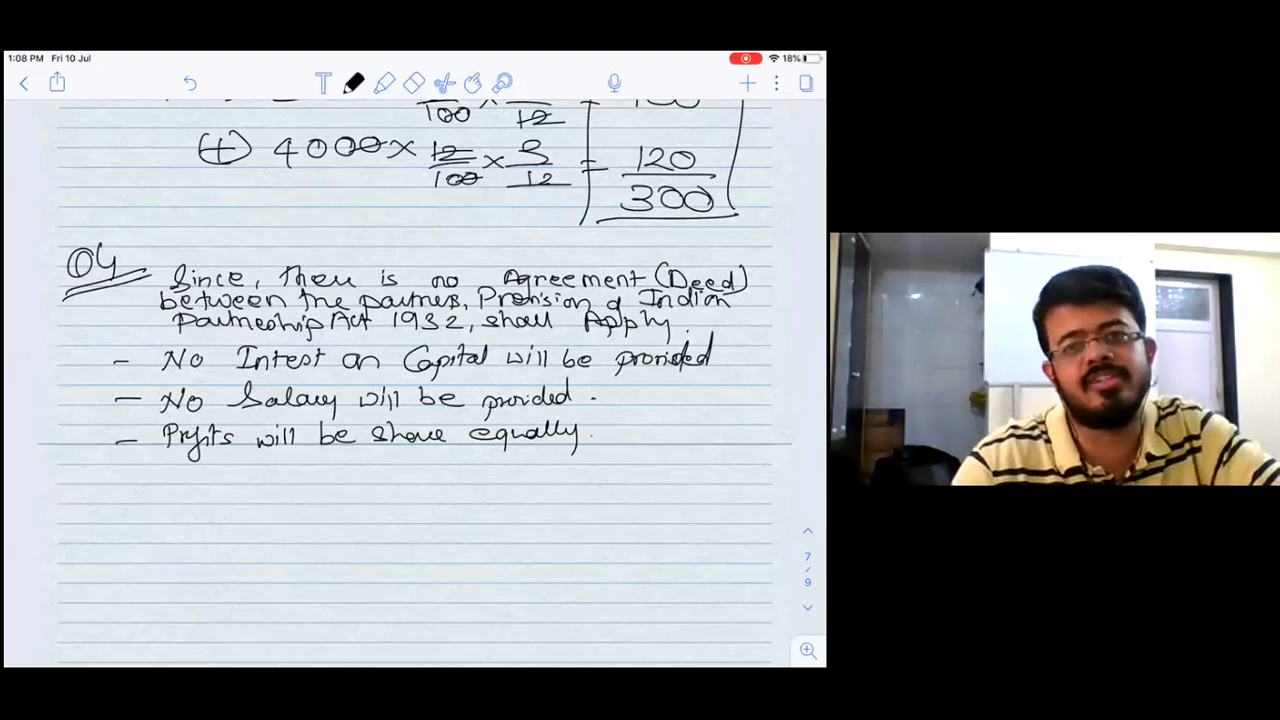 1:08 PM Fri 10 Jul 18%
T
100 × 12 =
(+) 4000 × 12/100 × 3/12 = 120
300
Q4 Since, there is no Agreement (Deed)
between the partners, Provision of Indian
Partneship Act 1932, shall Apply.
- No Intest on Capital will be provided
- No Salary will be provided.
- Profits will be share equally.
7
/
9